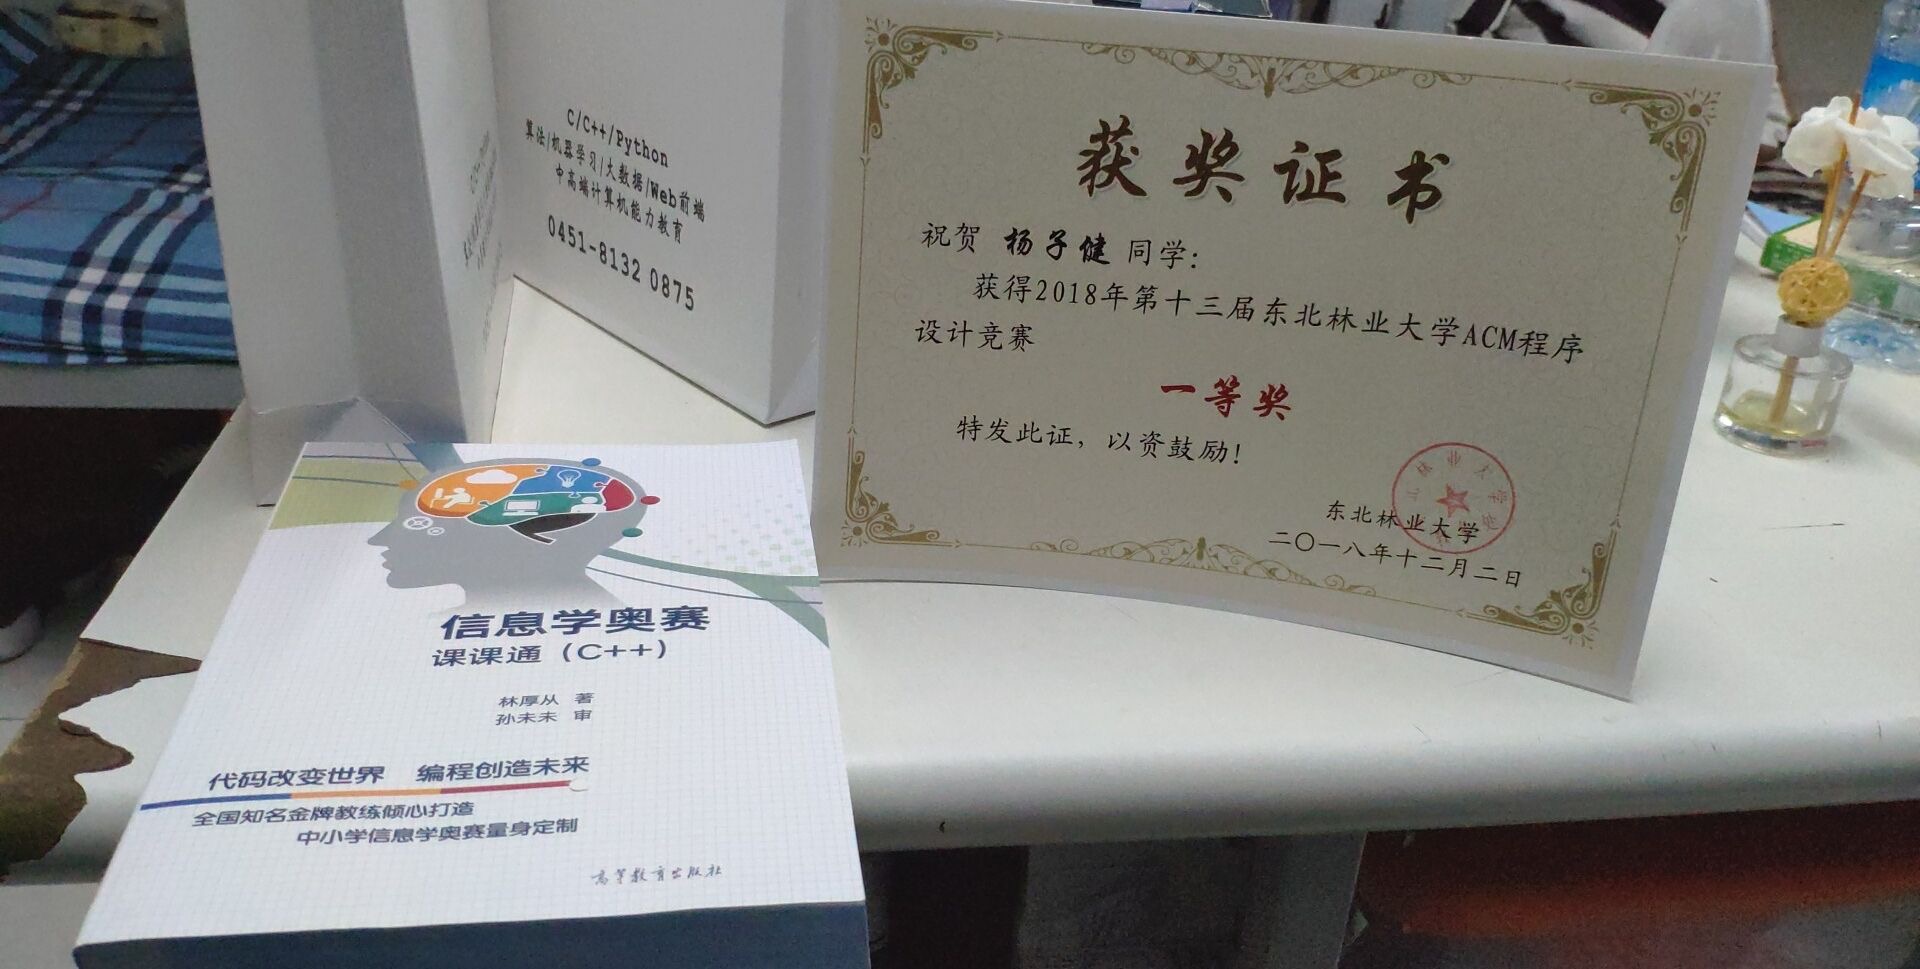 C/C++/Python
算法/机器学习/大数据/Web前端
中高端计算机能力教育
0451-8132 0875
获奖证书
祝贺 杨子健 同学：
获得2018年第十三届东北林业大学ACM程序
设计竞赛
一等奖
特发此证，以资鼓励！
东北林业大学
二〇一八年十二月二日
信息学奥赛
课课通（C++）
林厚从 著
孙未未 审
代码改变世界 编程创造未来
全国知名金牌教练倾心打造
中小学信息学奥赛量身定制
高等教育出版社